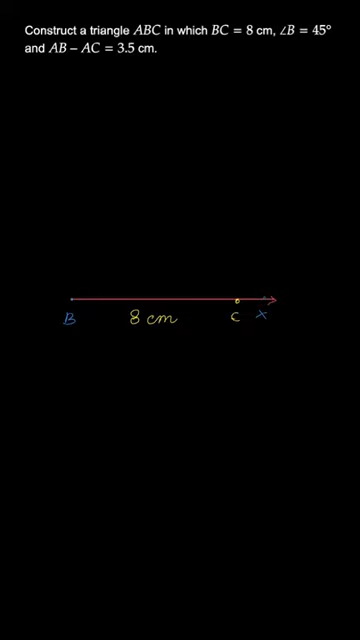 Construct a triangle ABC in which BC = 8 cm, ∠B = 45°
and AB – AC = 3.5 cm.
B 8 cm C X